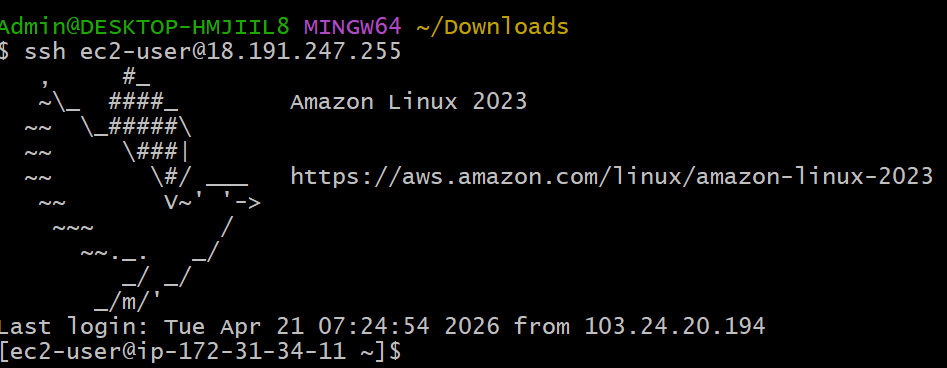 Admin@DESKTOP-HMJIIL8 MINGW64 ~/Downloads
$ ssh ec2-user@18.191.247.255
   ,     #_
   ~\_  ####_        Amazon Linux 2023
  ~~  \_#####\
  ~~     \###|
  ~~       \#/ ___   https://aws.amazon.com/linux/amazon-linux-2023
   ~~       V~' '->
    ~~~         /
      ~~._.   _/
         _/ _/
       _/m/'
Last login: Tue Apr 21 07:24:54 2026 from 103.24.20.194
[ec2-user@ip-172-31-34-11 ~]$